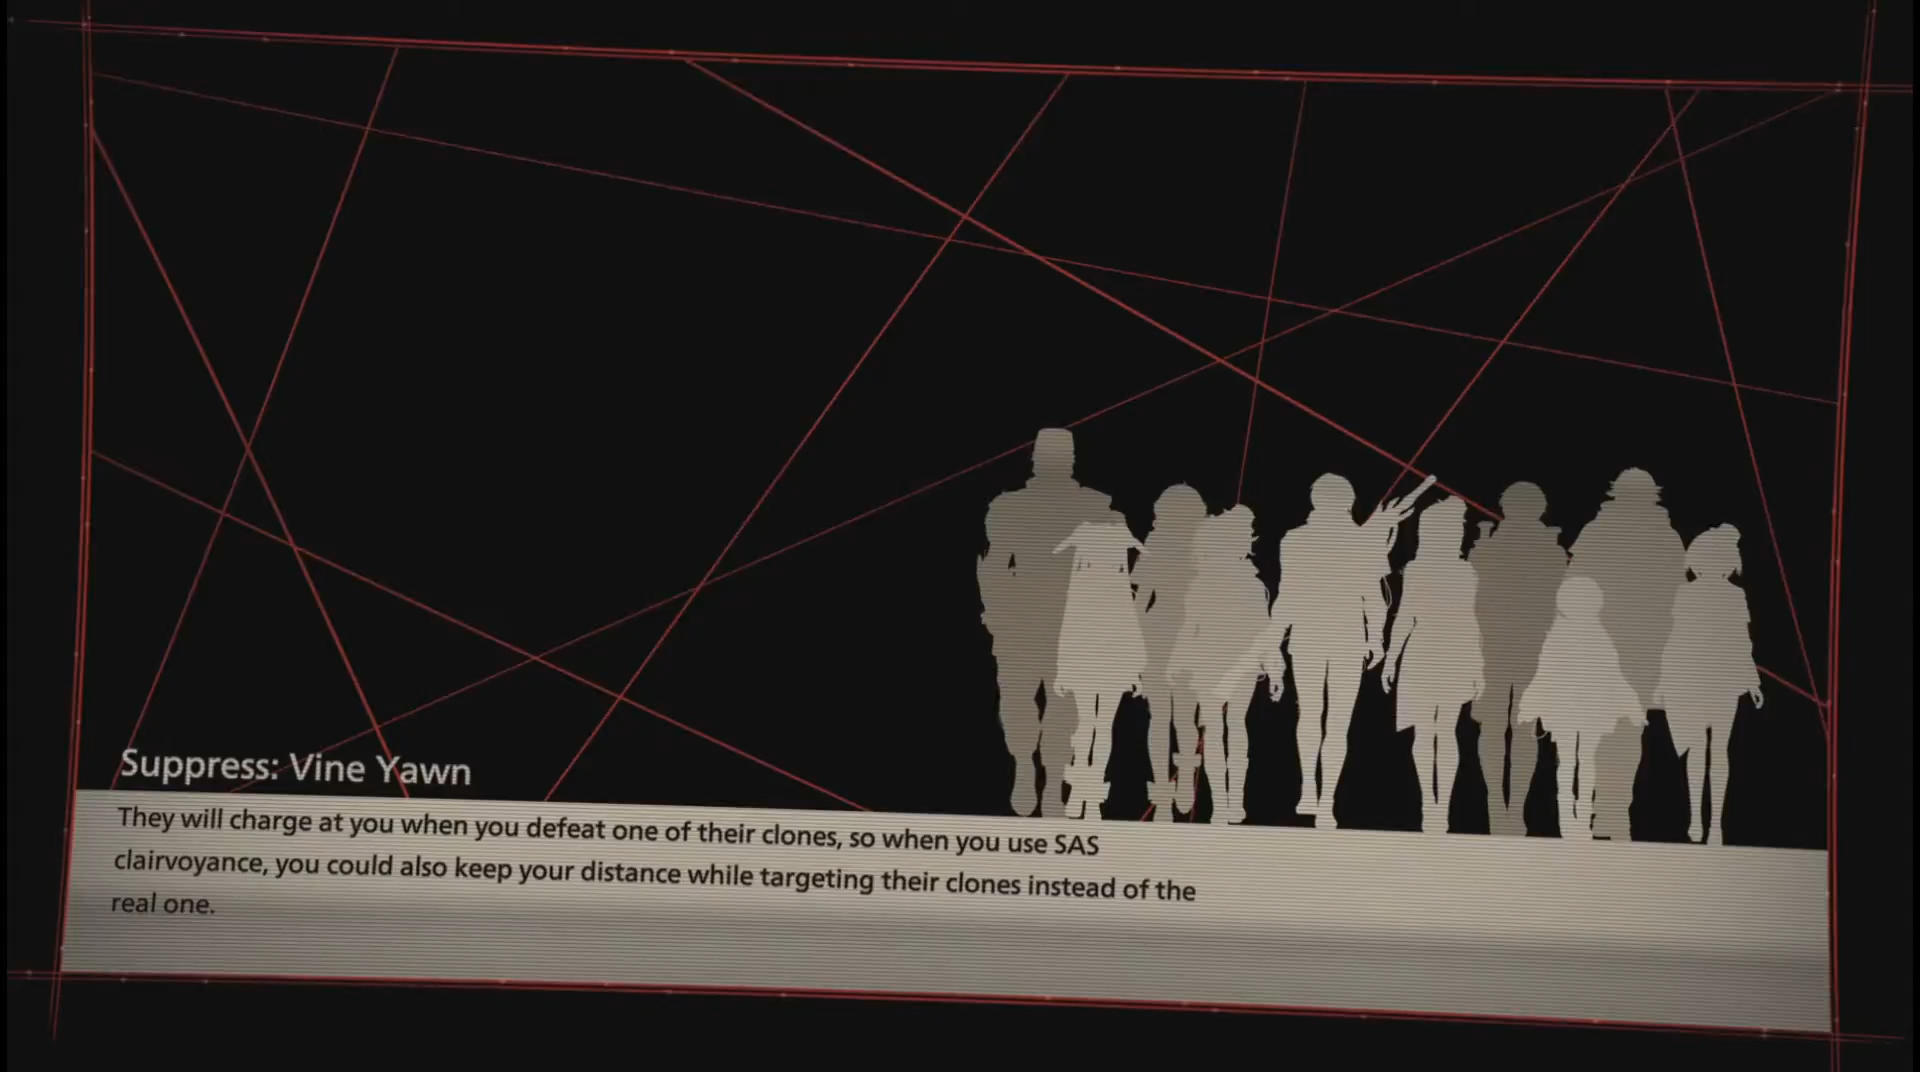 Suppress: Vine Yawn
They will charge at you when you defeat one of their clones, so when you use SAS
clairvoyance, you could also keep your distance while targeting their clones instead of the
real one.